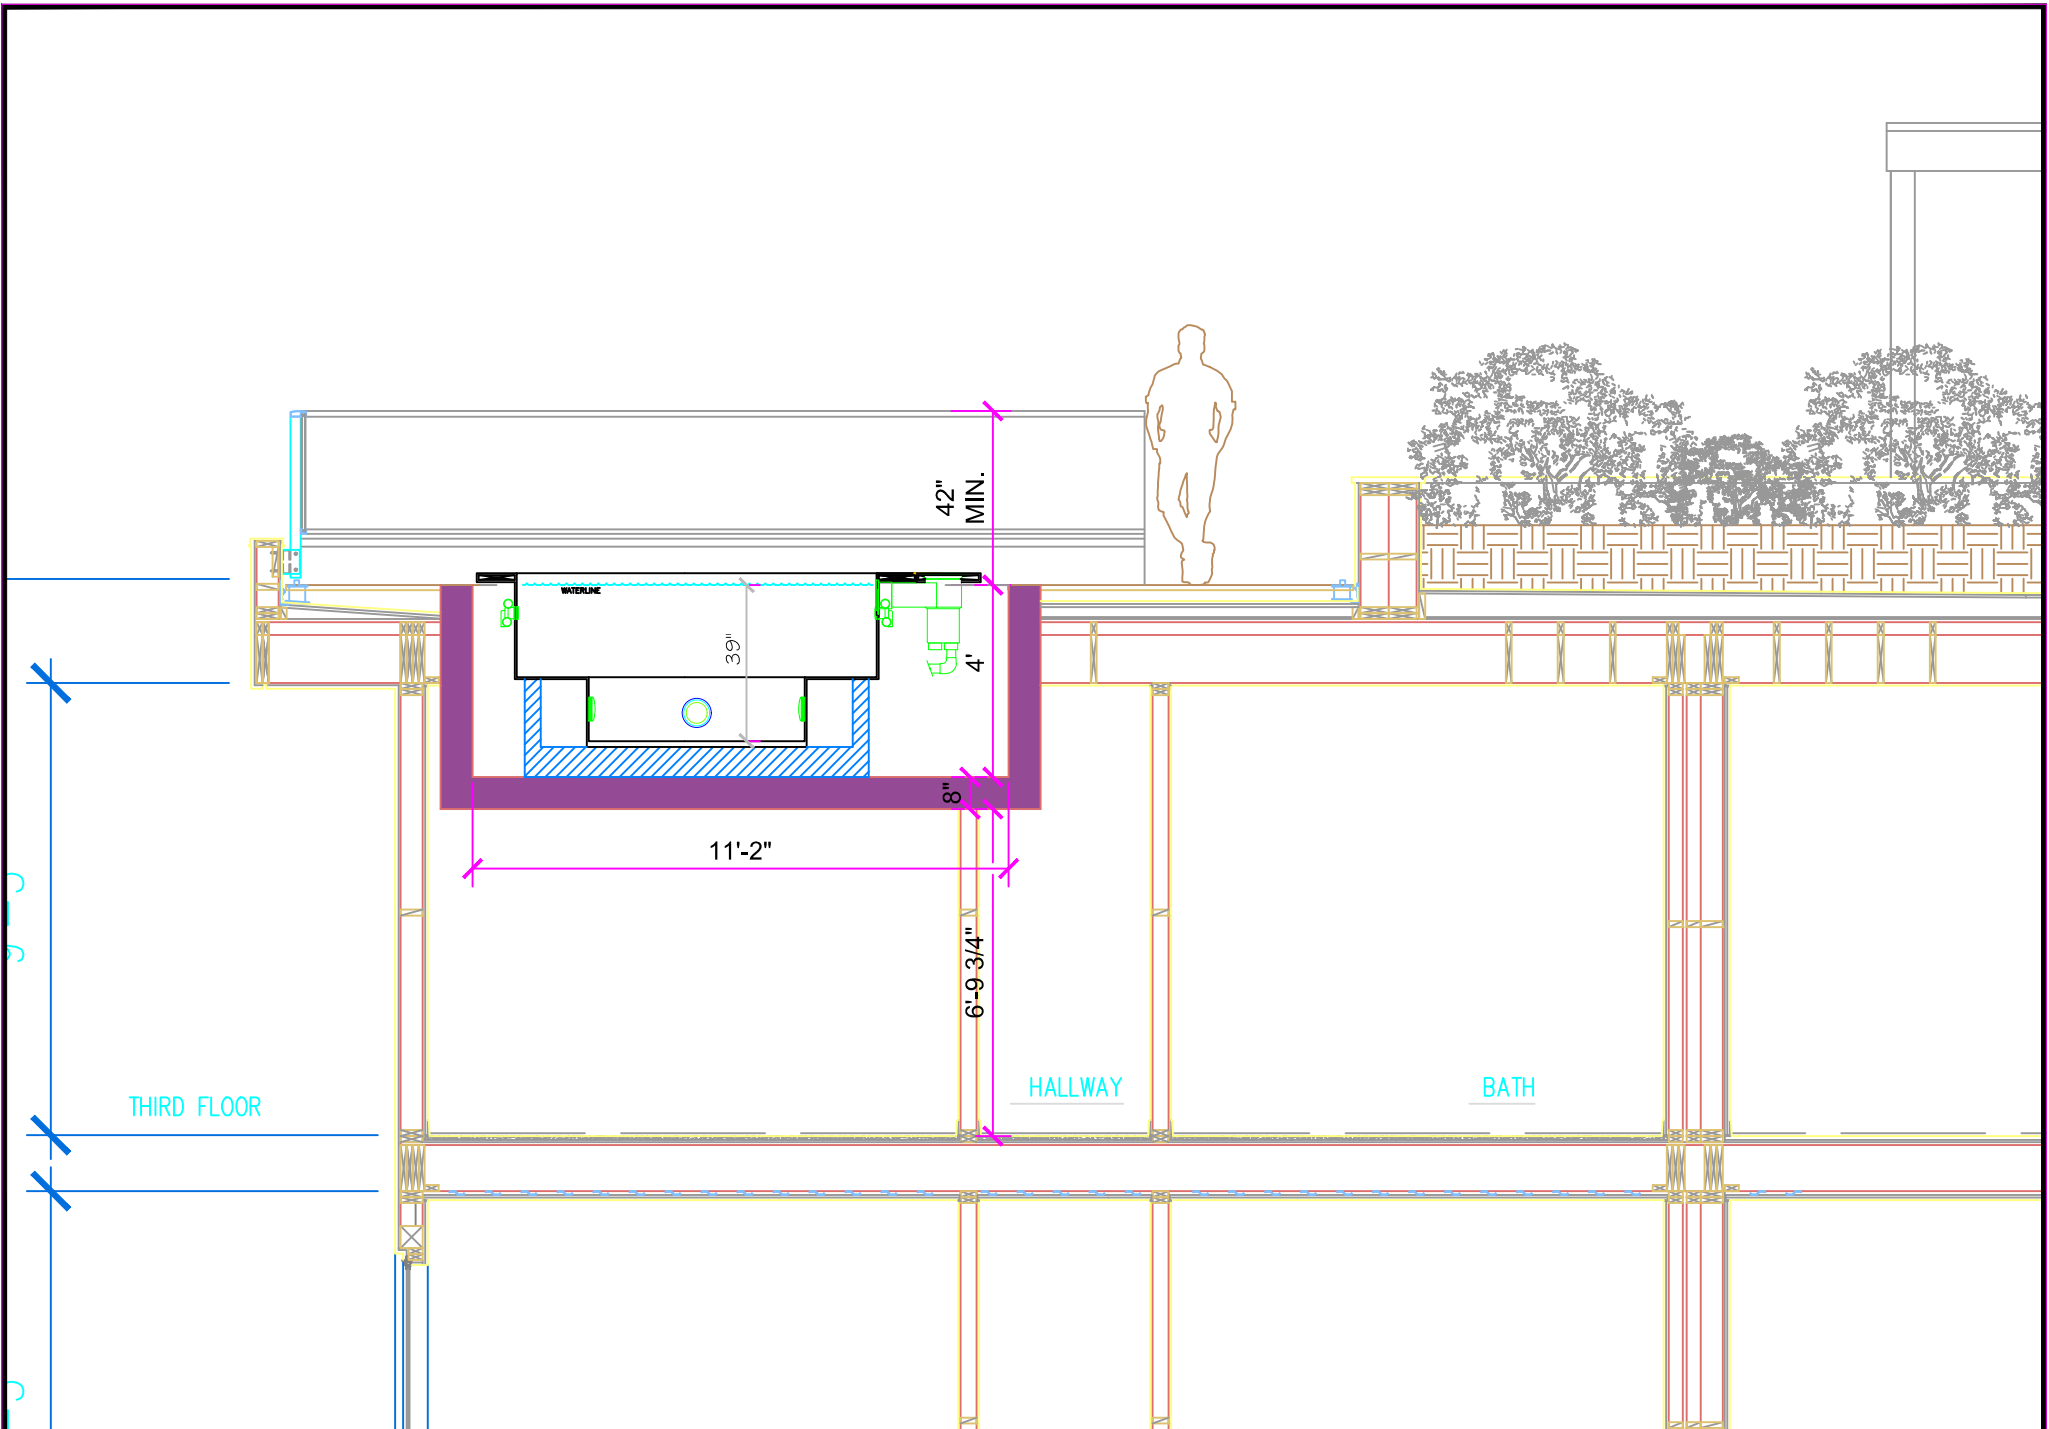 42"
MIN.
WATERLINE
39"
4'
8"
11'-2"
6'-9 3/4"
HALLWAY
BATH
THIRD FLOOR